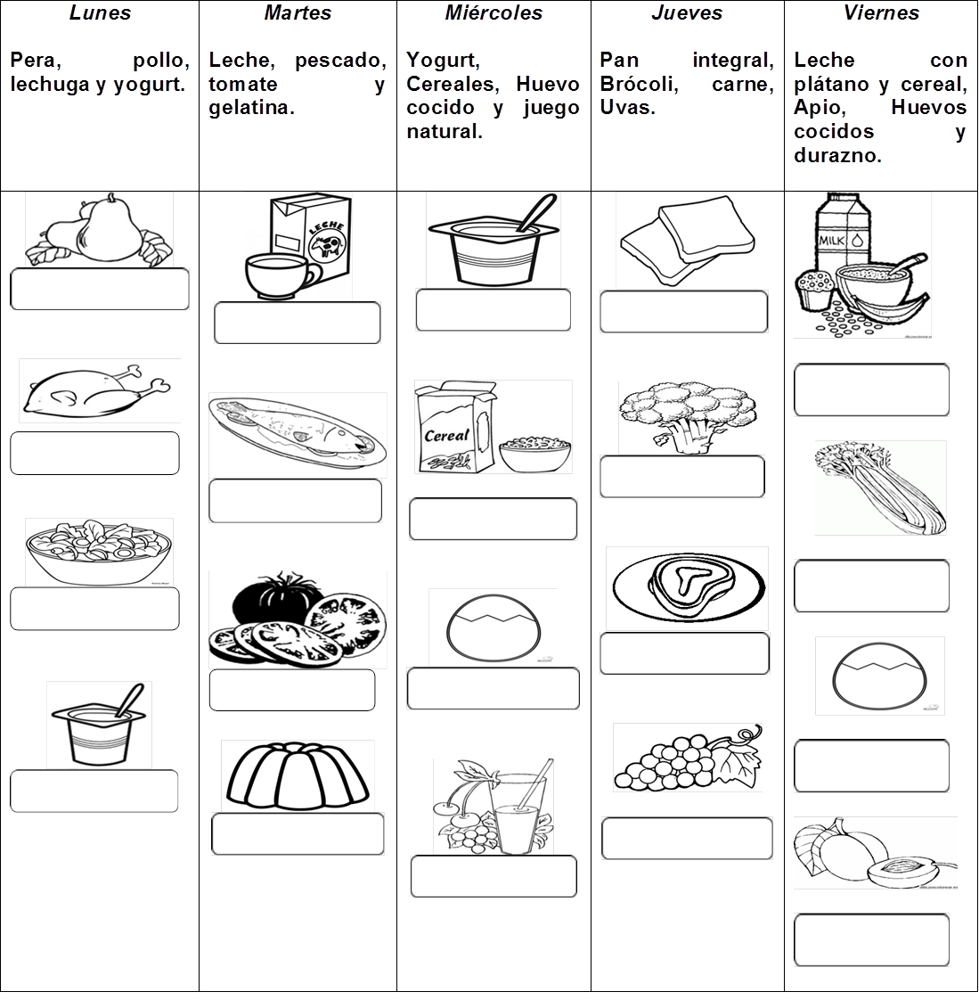 Lunes
Pera, pollo,
lechuga y yogurt.
Martes
Leche, pescado,
tomate y
gelatina.
Miércoles
Yogurt,
Cereales, Huevo
cocido y juego
natural.
Jueves
Pan integral,
Brócoli, carne,
Uvas.
Viernes
Leche con
plátano y cereal,
Apio, Huevos
cocidos y
durazno.
LECHE
Cereal
MILK